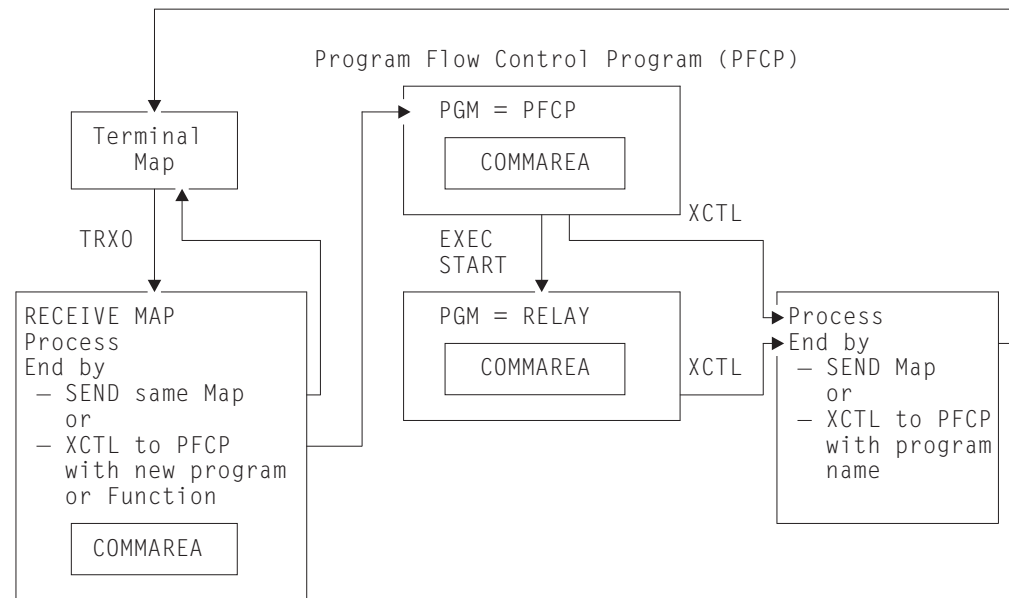 Program Flow Control Program (PFCP)
Terminal
Map
TRXO
RECEIVE MAP
Process
End by
— SEND same Map
or
— XCTL to PFCP
with new program
or Function
COMMAREA
PGM = PFCP
COMMAREA
XCTL
EXEC
START
PGM = RELAY
COMMAREA
XCTL
Process
End by
— SEND Map
or
— XCTL to PFCP
with program
name